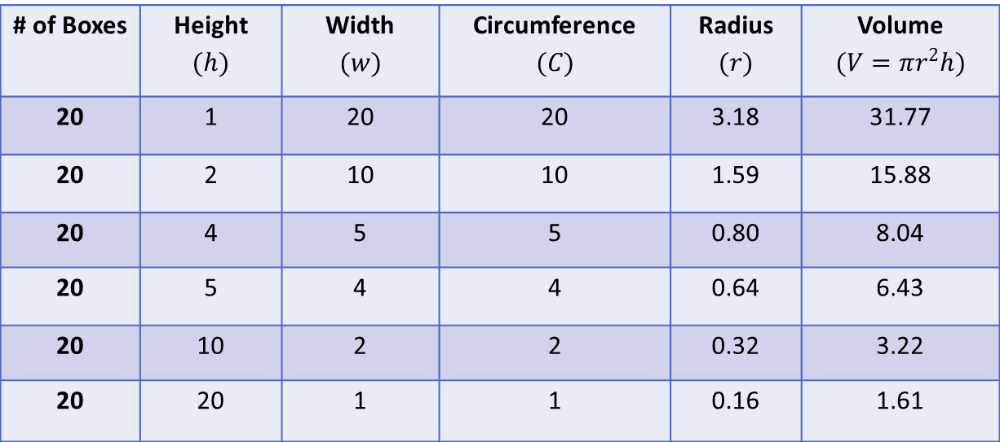 # of Boxes Height Width Circumference Radius Volume
(h) (w) (C) (r) (V = πr²h)
20 1 20 20 3.18 31.77
20 2 10 10 1.59 15.88
20 4 5 5 0.80 8.04
20 5 4 4 0.64 6.43
20 10 2 2 0.32 3.22
20 20 1 1 0.16 1.61